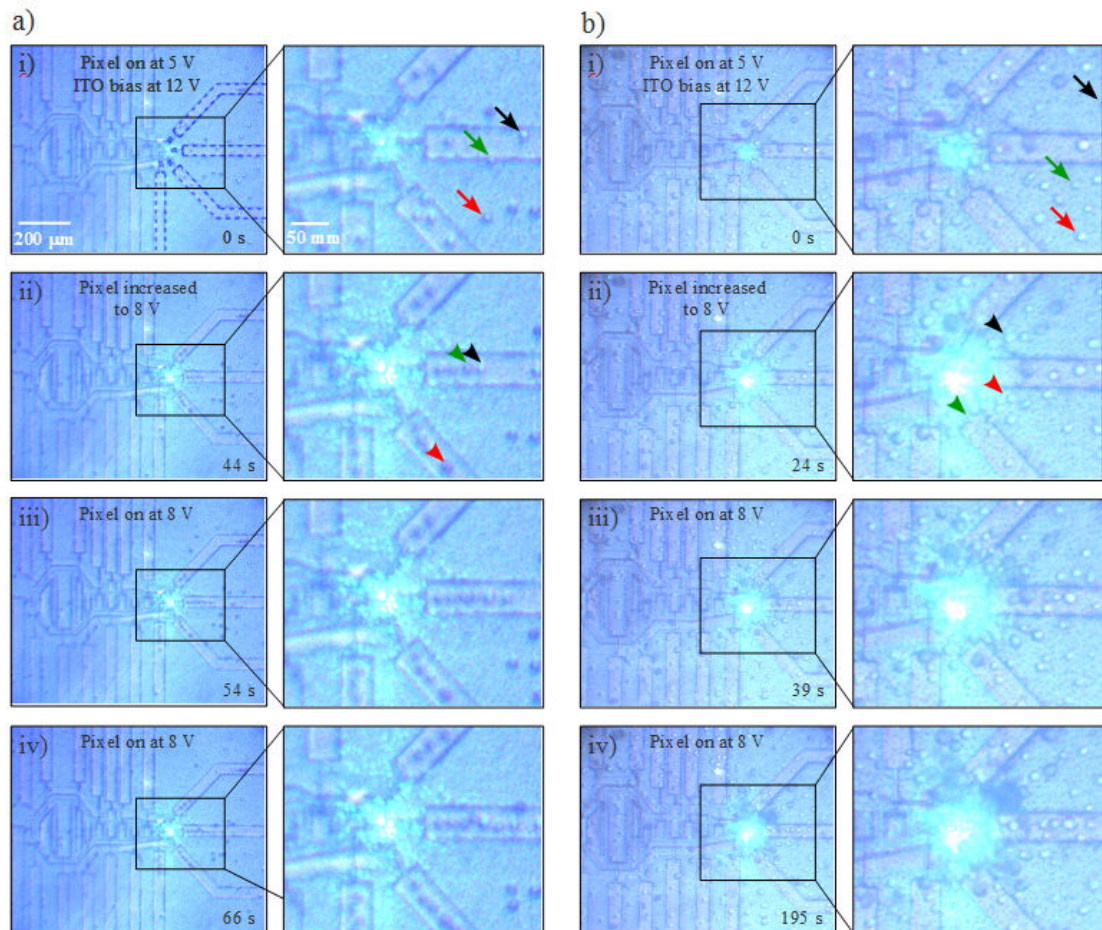 a)
i)
Pixel on at 5 V
ITO bias at 12 V
200 µm
0 s
50 mm
ii)
Pixel increased
to 8 V
44 s
iii)
Pixel on at 8 V
54 s
iv)
Pixel on at 8 V
66 s
b)
i)
Pixel on at 5 V
ITO bias at 12 V
0 s
ii)
Pixel increased
to 8 V
24 s
iii)
Pixel on at 8 V
39 s
iv)
Pixel on at 8 V
195 s